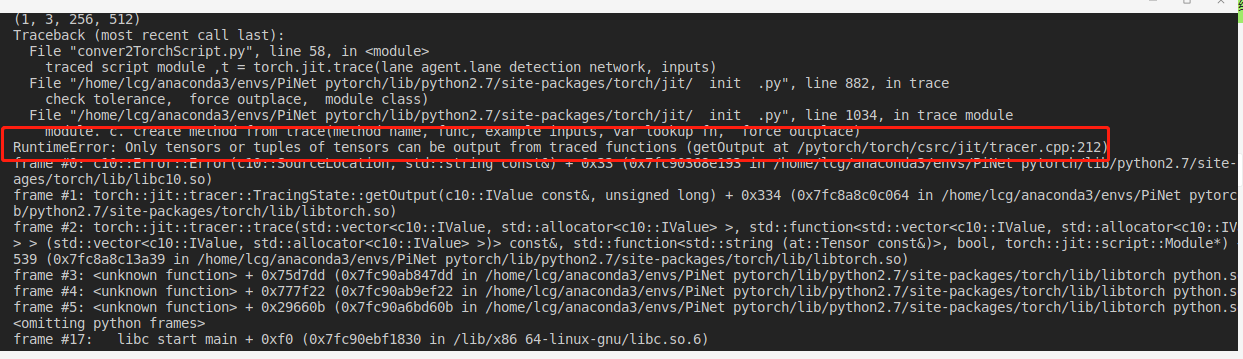 (1, 3, 256, 512)
Traceback (most recent call last):
File "conver2TorchScript.py", line 58, in <module>
traced script module ,t = torch.jit.trace(lane agent.lane detection network, inputs)
File "/home/lcg/anaconda3/envs/PiNet pytorch/lib/python2.7/site-packages/torch/jit/  init  .py", line 882, in trace
check tolerance,  force outplace,  module class)
File "/home/lcg/anaconda3/envs/PiNet pytorch/lib/python2.7/site-packages/torch/jit/  init  .py", line 1034, in trace module
module. c. create method from trace(method name, func, example inputs, var lookup fn,  force outplace)
RuntimeError: Only tensors or tuples of tensors can be output from traced functions (getOutput at /pytorch/torch/csrc/jit/tracer.cpp:212)
frame #0: c10::Error::Error(c10::SourceLocation, std::string const&) + 0x33 (0x7fc90368e193 in /home/lcg/anaconda3/envs/PiNet pytorch/lib/python2.7/site-
ages/torch/lib/libc10.so)
frame #1: torch::jit::tracer::TracingState::getOutput(c10::IValue const&, unsigned long) + 0x334 (0x7fc8a8c0c064 in /home/lcg/anaconda3/envs/PiNet pytorc
b/python2.7/site-packages/torch/lib/libtorch.so)
frame #2: torch::jit::tracer::trace(std::vector<c10::IValue, std::allocator<c10::IValue> >, std::function<std::vector<c10::IValue, std::allocator<c10::IV
> > (std::vector<c10::IValue, std::allocator<c10::IValue> >)> const&, std::function<std::string (at::Tensor const&)>, bool, torch::jit::script::Module*)
539 (0x7fc8a8c13a39 in /home/lcg/anaconda3/envs/PiNet pytorch/lib/python2.7/site-packages/torch/lib/libtorch.so)
frame #3: <unknown function> + 0x75d7dd (0x7fc90ab847dd in /home/lcg/anaconda3/envs/PiNet pytorch/lib/python2.7/site-packages/torch/lib/libtorch python.s
frame #4: <unknown function> + 0x777f22 (0x7fc90ab9ef22 in /home/lcg/anaconda3/envs/PiNet pytorch/lib/python2.7/site-packages/torch/lib/libtorch python.s
frame #5: <unknown function> + 0x29660b (0x7fc90a6bd60b in /home/lcg/anaconda3/envs/PiNet pytorch/lib/python2.7/site-packages/torch/lib/libtorch python.s
<omitting python frames>
frame #17:   libc start main + 0xf0 (0x7fc90ebf1830 in /lib/x86 64-linux-gnu/libc.so.6)